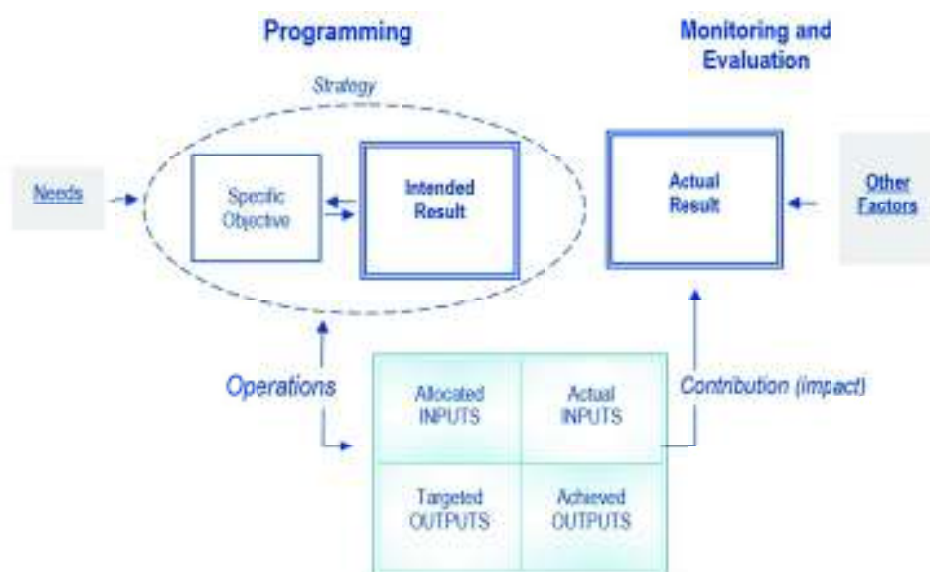 Programming
Monitoring and
Evaluation
Strategy
Needs
Specific
Objective
Intended
Result
Actual
Result
Other
Factors
Operations
Allocated
INPUTS
Actual
INPUTS
Contribution (impact)
Targeted
OUTPUTS
Achieved
OUTPUTS